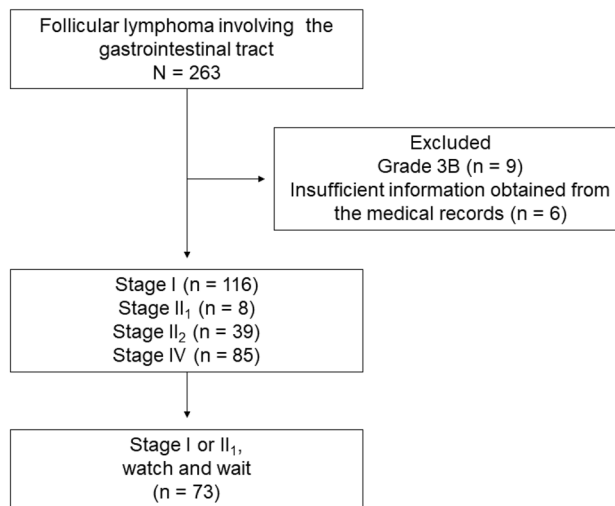 Follicular lymphoma involving the
gastrointestinal tract
N = 263
Excluded
Grade 3B (n = 9)
Insufficient information obtained from
the medical records (n = 6)
Stage I (n = 116)
Stage II₁ (n = 8)
Stage II₂ (n = 39)
Stage IV (n = 85)
Stage I or II₁,
watch and wait
(n = 73)